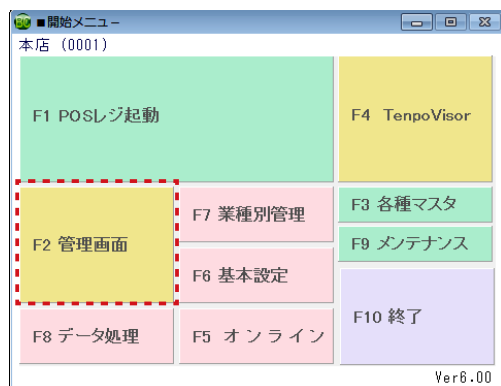 ■開始メニュー
本店 (0001)
F1 POSレジ起動
F4 TenpoVisor
F2 管理画面
F7 業種別管理
F3 各種マスタ
F9 メンテナンス
F6 基本設定
F10 終了
F8 データ処理
F5 オンライン
Ver6.00